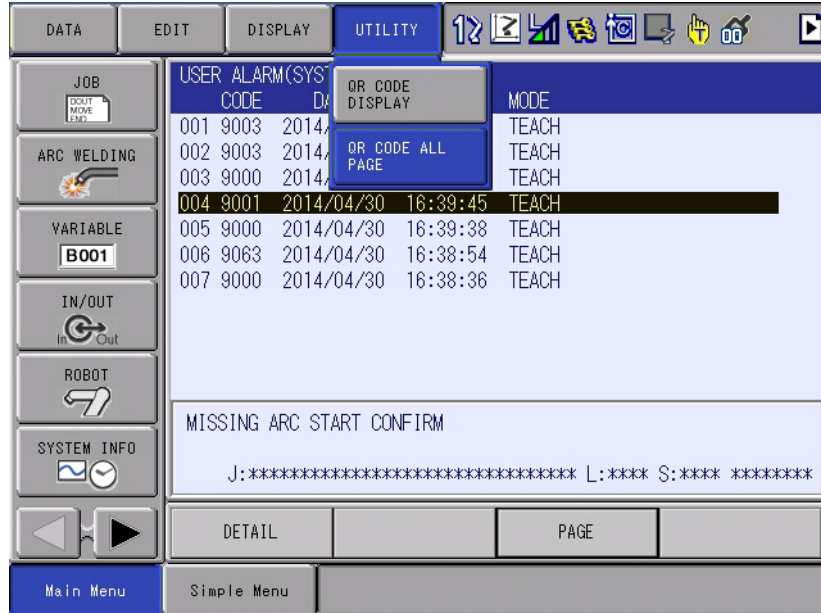 DATA EDIT DISPLAY UTILITY
JOB
DOUT
MOVE
END
ARC WELDING
VARIABLE
B001
IN/OUT
In Out
ROBOT
SYSTEM INFO
QR CODE
DISPLAY
QR CODE ALL
PAGE
USER ALARM(SYST
CODE DA MODE
001 9003 2014/ TEACH
002 9003 2014/ TEACH
003 9000 2014/ TEACH
004 9001 2014/04/30 16:39:45 TEACH
005 9000 2014/04/30 16:39:38 TEACH
006 9063 2014/04/30 16:38:54 TEACH
007 9000 2014/04/30 16:38:36 TEACH
MISSING ARC START CONFIRM
J:******************************** L:**** S:**** ********
DETAIL PAGE
Main Menu Simple Menu